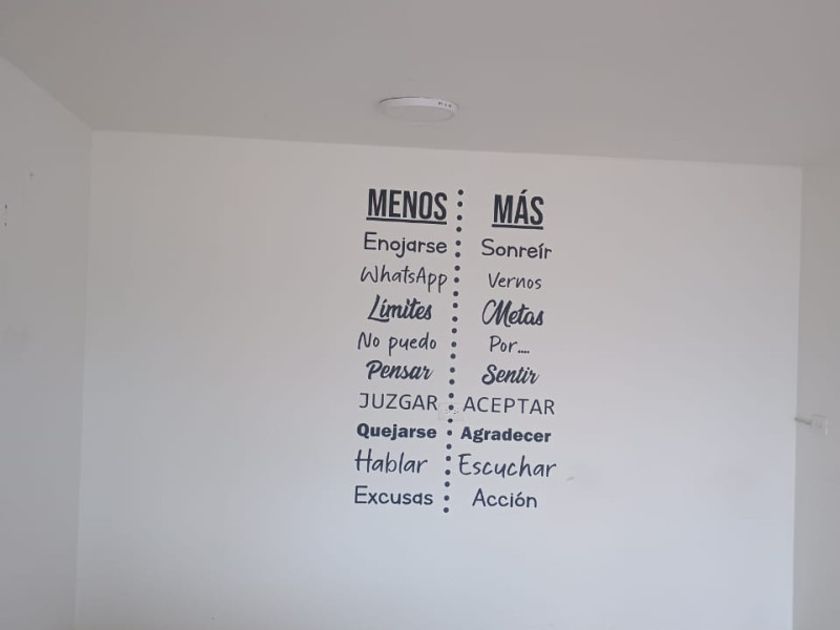 MENOS MÁS
Enojarse Sonreír
WhatsApp Vernos
Límites Metas
No puedo Por....
Pensar Sentir
JUZGAR ACEPTAR
Quejarse Agradecer
Hablar Escuchar
Excusas Acción